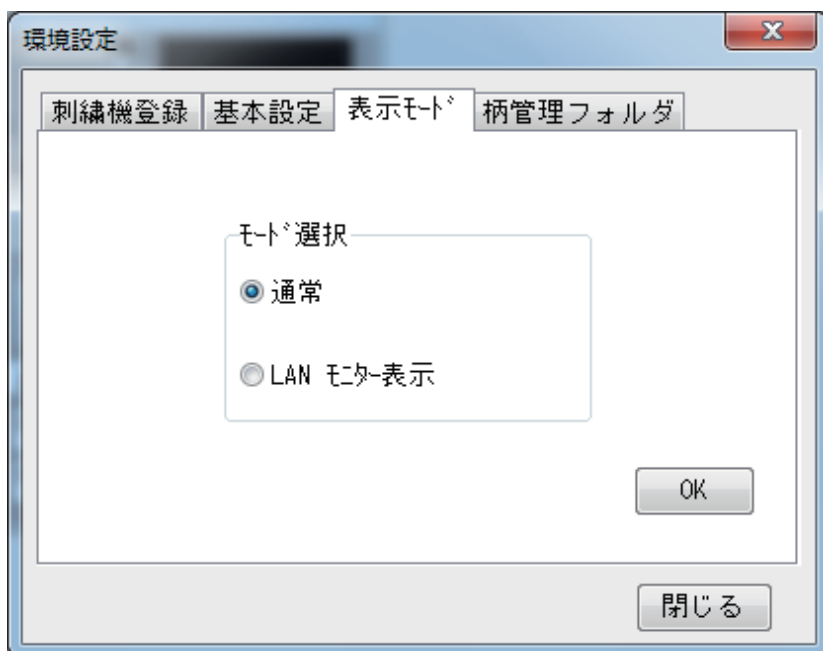 環境設定
刺繍機登録 基本設定 表示ﾓｰﾄﾞ 柄管理フォルダ
ﾓｰﾄﾞ選択
通常
LAN ﾓﾆﾀｰ表示
OK
閉じる